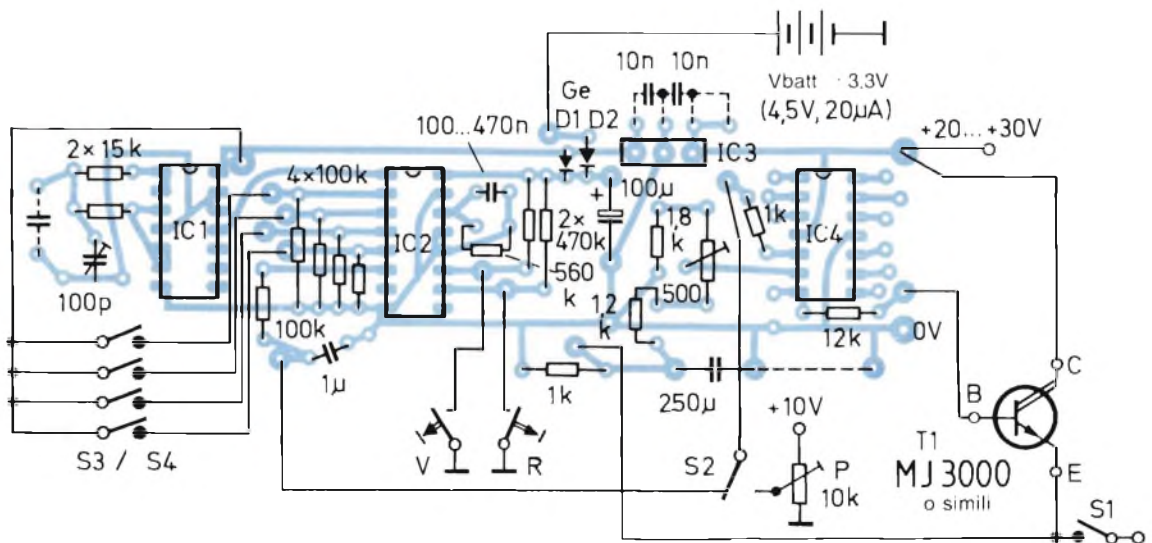 10n 10n
Vbatt · 3.3V
(4,5V, 20µA)
Ge
D1 D2
100...470n
IC3
+20... +30V
2× 15k
4×100k
100µ
+
IC1
IC2
2×
470k
1,8
k
1k
IC4
560
k
500
100p
1,2
k
100k
12k
0V
1µ
1k
250µ
C
+10V
B
T1
V
R
S2
P
10k
MJ3000
o simili
E
S3 / S4
S1